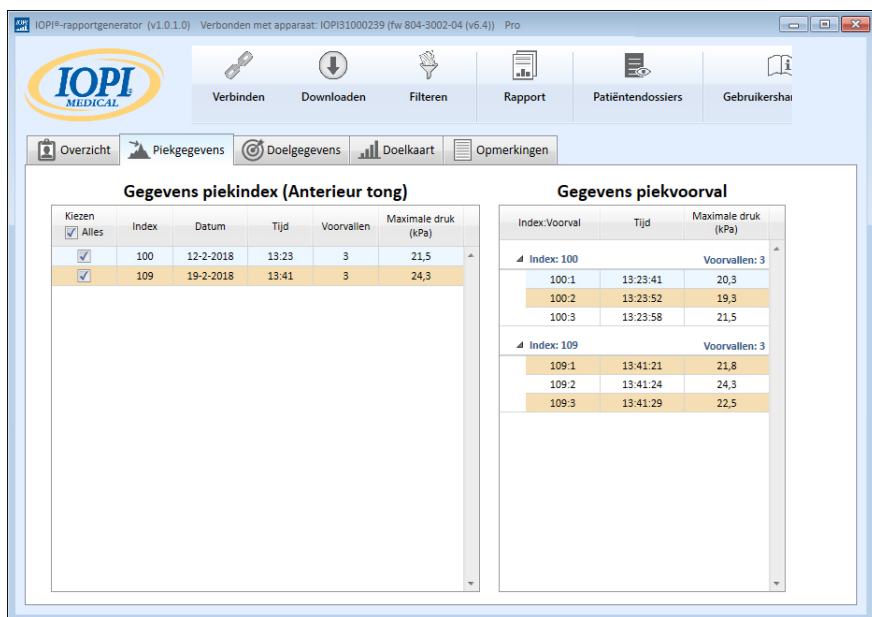 IOPI®-rapportgenerator (v1.0.1.0) Verbonden met apparaat: IOPI31000239 (fw 804-3002-04 (v6.4)) Pro
IOPI
MEDICAL
Verbinden Downloaden Filteren Rapport Patiëntendossiers Gebruikershan
Overzicht Piekgegevens Doelgegevens Doelkaart Opmerkingen
Gegevens piekindex (Anterieur tong)
Kiezen
Alles Index Datum Tijd Voorvallen Maximale druk
(kPa)
100 12-2-2018 13:23 3 21,5
109 19-2-2018 13:41 3 24,3
Gegevens piekvoorval
Index:Voorval Tijd Maximale druk
(kPa)
Index: 100 Voorvallen: 3
100:1 13:23:41 20,3
100:2 13:23:52 19,3
100:3 13:23:58 21,5
Index: 109 Voorvallen: 3
109:1 13:41:21 21,8
109:2 13:41:24 24,3
109:3 13:41:29 22,5